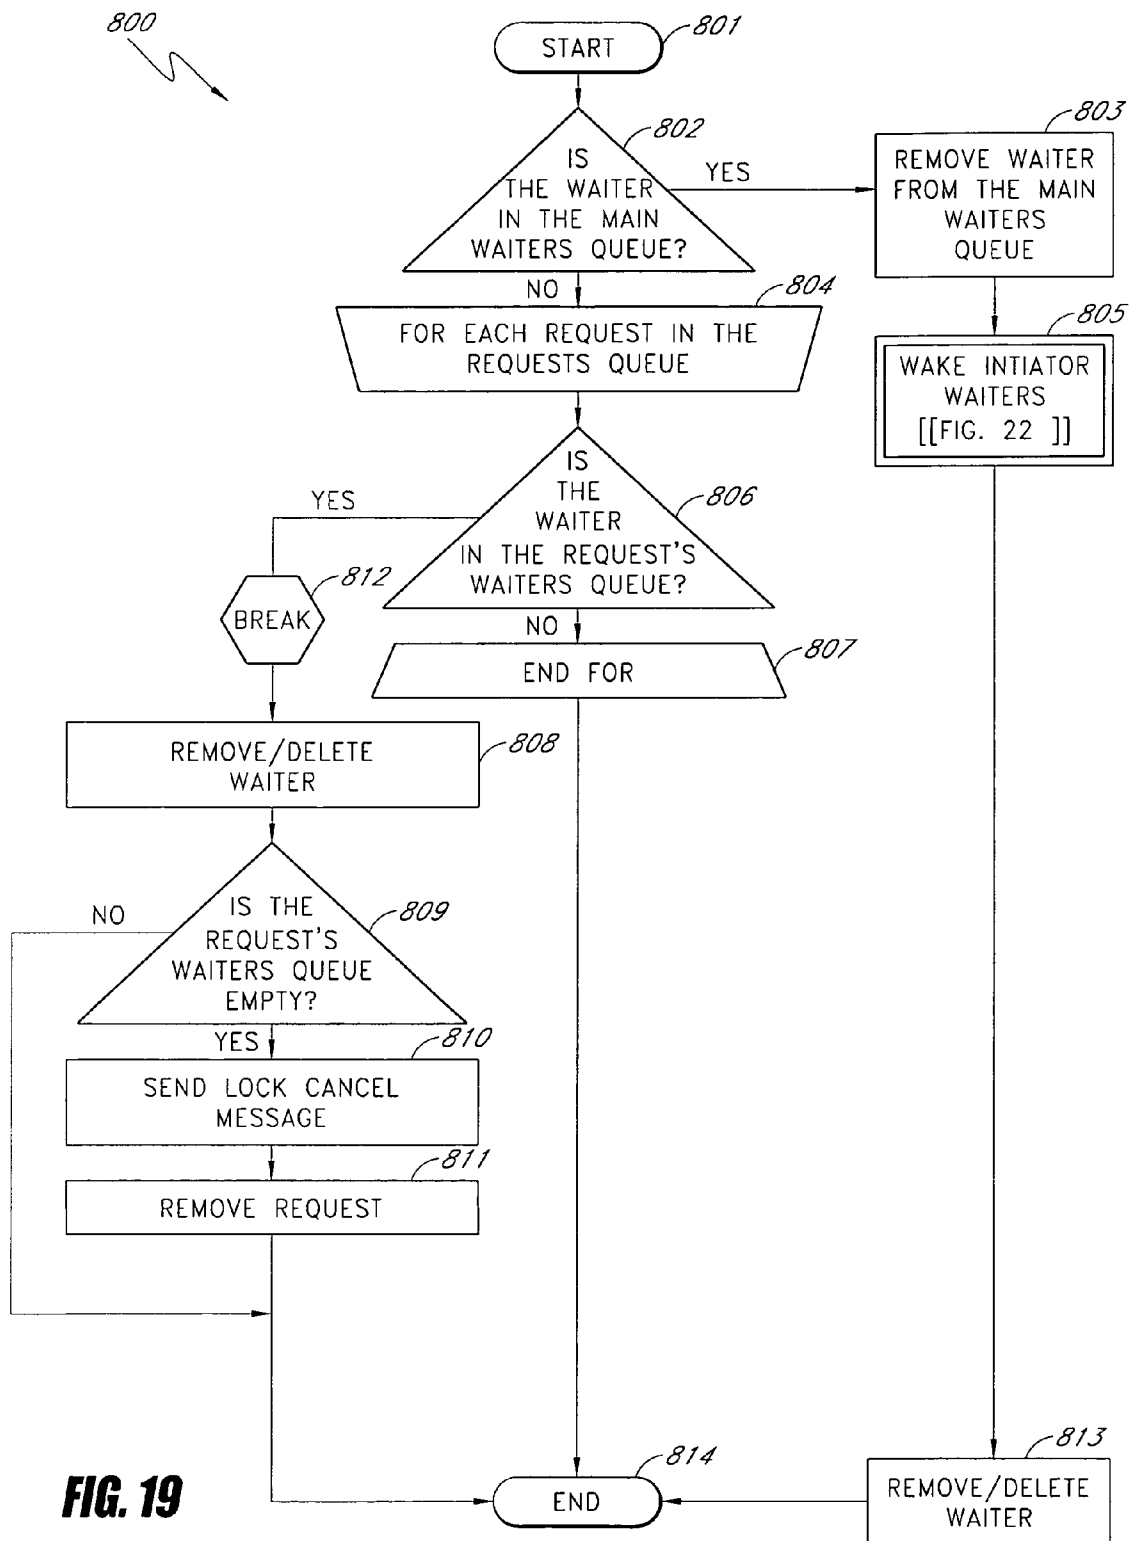 800
START
801
802
IS
THE WAITER
IN THE MAIN
WAITERS QUEUE?
YES
803
REMOVE WAITER
FROM THE MAIN
WAITERS
QUEUE
NO
804
FOR EACH REQUEST IN THE
REQUESTS QUEUE
805
WAKE INTIATOR
WAITERS
[[FIG. 22 ]]
IS
THE
WAITER
IN THE REQUEST'S
WAITERS QUEUE?
806
YES
812
BREAK
NO
807
END FOR
REMOVE/DELETE
WAITER
808
IS THE
REQUEST'S
WAITERS QUEUE
EMPTY?
809
NO
YES
810
SEND LOCK CANCEL
MESSAGE
811
REMOVE REQUEST
813
REMOVE/DELETE
WAITER
814
END
FIG. 19